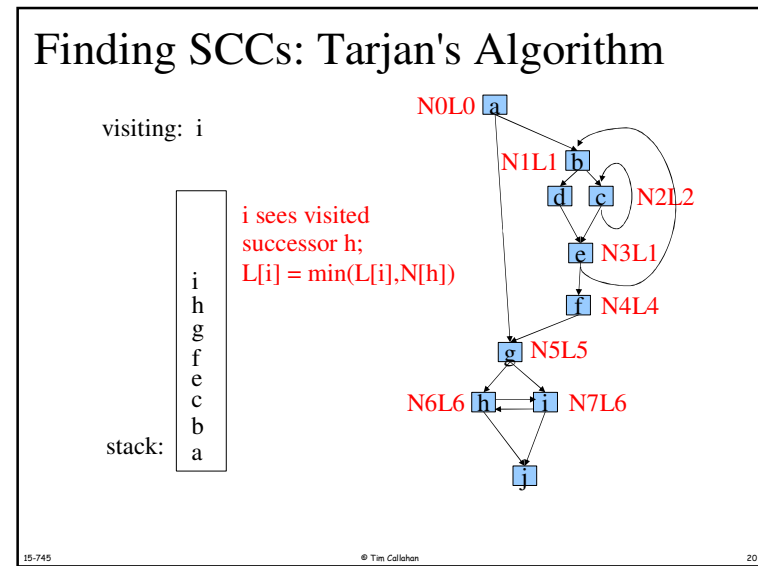 Finding SCCs: Tarjan's Algorithm
visiting: i
i sees visited
successor h;
L[i] = min(L[i],N[h])
i
h
g
f
e
c
b
a
stack:
N0L0 a
N1L1 b
d c N2L2
e N3L1
f N4L4
g N5L5
N6L6 h i N7L6
j
15-745 © Tim Callahan 20